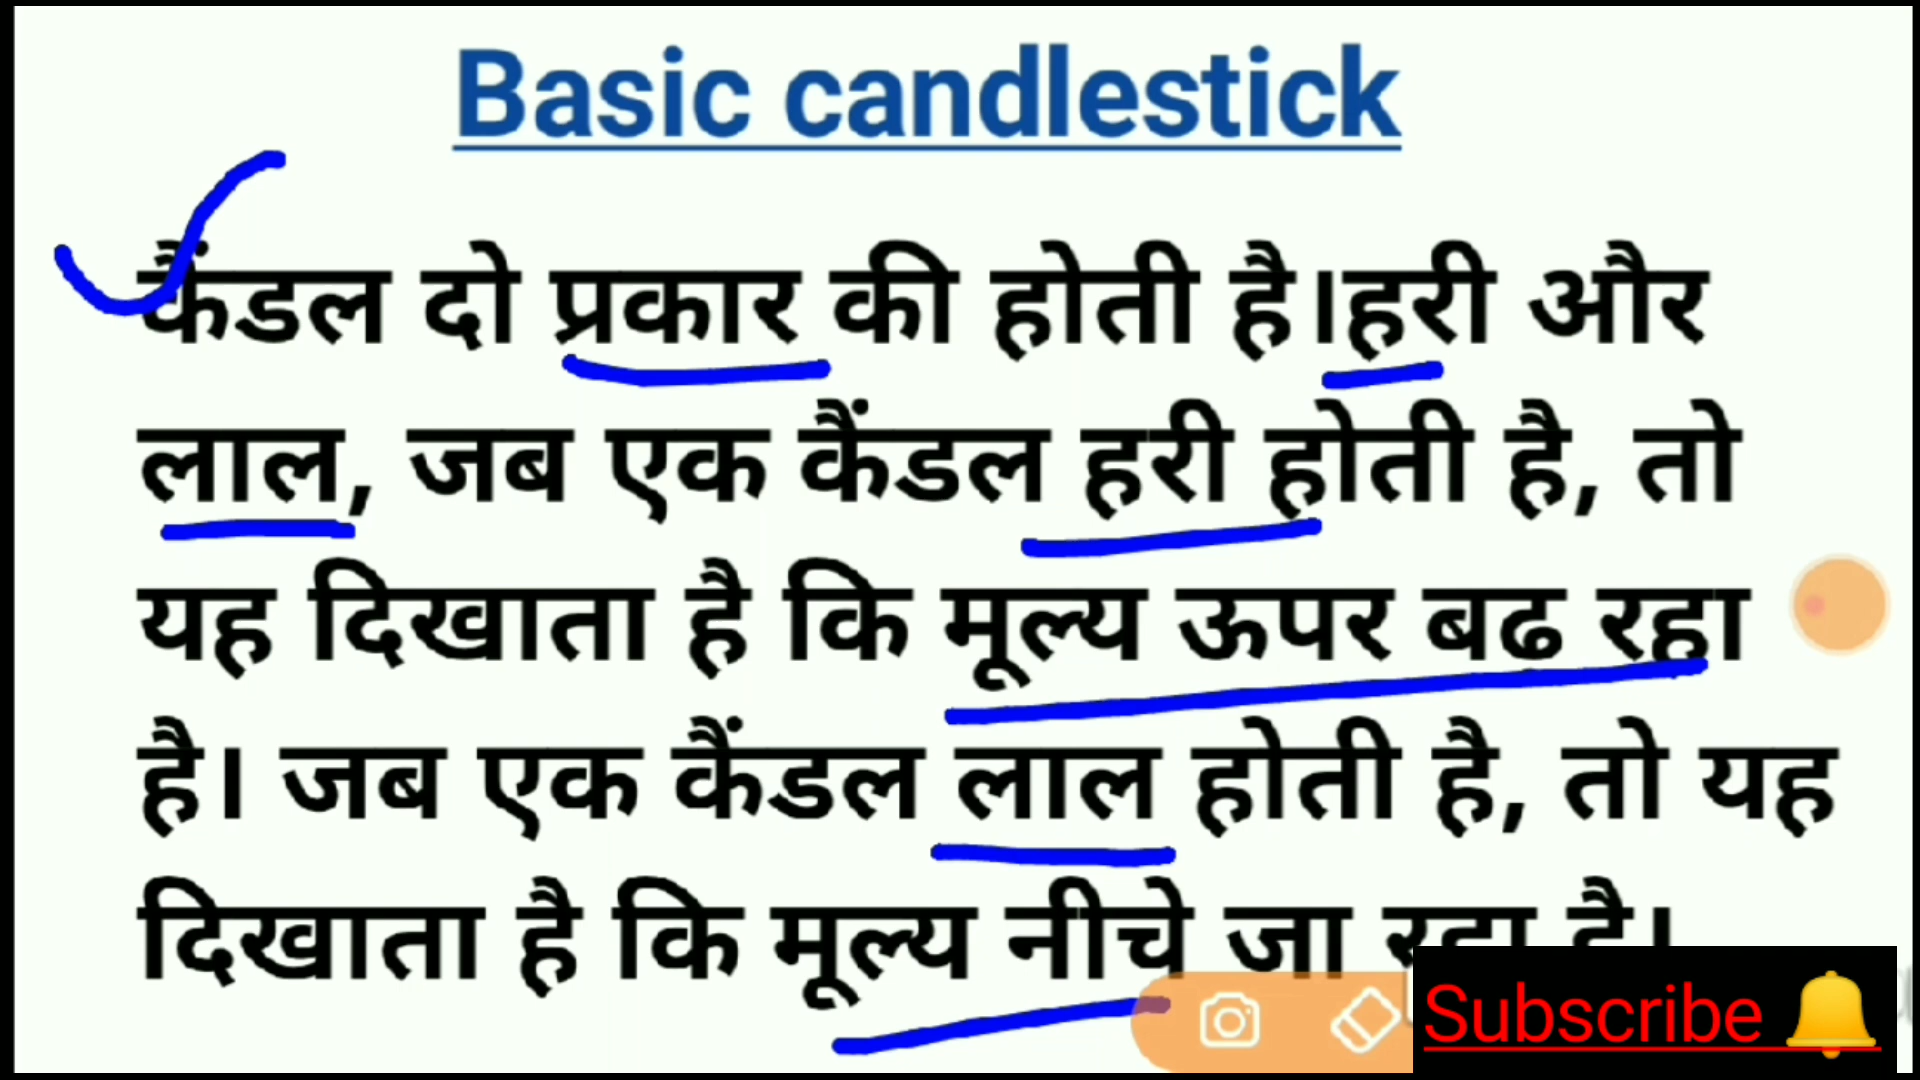 Basic candlestick
कैंडल दो प्रकार की होती है।हरी और
लाल, जब एक कैंडल हरी होती है, तो
यह दिखाता है कि मूल्य ऊपर बढ़ रहा
है। जब एक कैंडल लाल होती है, तो यह
दिखाता है कि मूल्य नीचे जा रहा है।
Subscribe